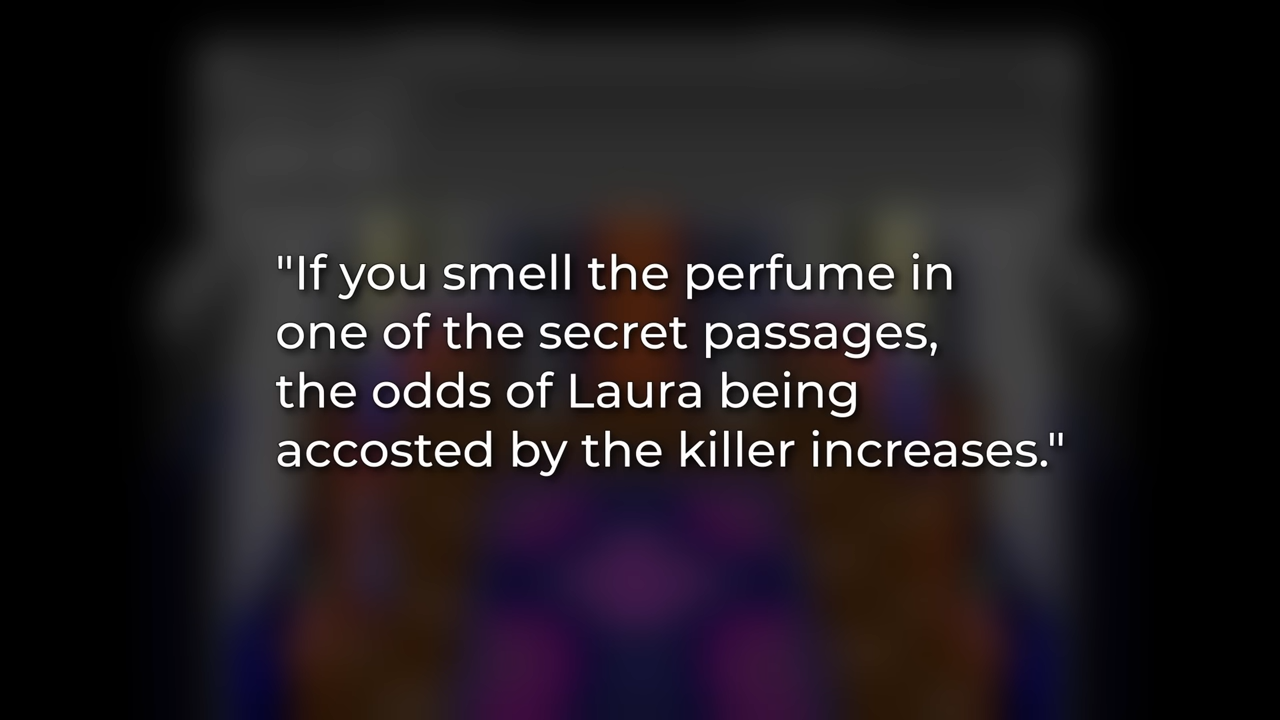 "If you smell the perfume in
one of the secret passages,
the odds of Laura being
accosted by the killer increases."